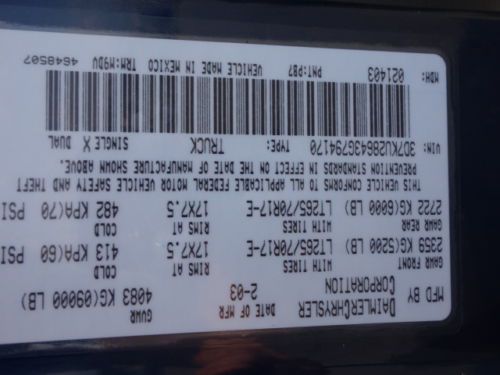 MFD BY DAIMLERCHRYSLER CORPORATION DATE OF MFR 2-03 GVWR 4083 KG(09000 LB)
GAWR FRONT WITH TIRES RIMS AT COLD
2359 KG(5200 LB) LT265/70R17-E 17X7.5 413 KPA(60) PSI
GAWR REAR WITH TIRES RIMS AT COLD
2722 KG(6000 LB) LT265/70R17-E 17X7.5 482 KPA(70) PSI
THIS VEHICLE CONFORMS TO ALL APPLICABLE FEDERAL MOTOR VEHICLE SAFETY AND THEFT
PREVENTION STANDARDS IN EFFECT ON THE DATE OF MANUFACTURE SHOWN ABOVE.
VIN: 3D7KU28643G794170 TYPE: TRUCK SINGLE X DUAL
MDH: 021403 PNT:PB7 VEHICLE MADE IN MEXICO TRM:M9DV 4648507